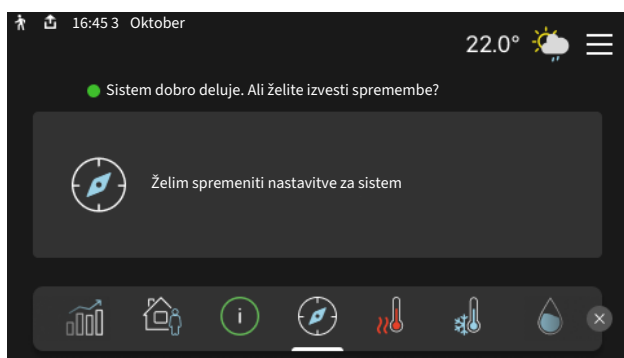 16:45 3 Oktober
22.0°
Sistem dobro deluje. Ali želite izvesti spremembe?
Želim spremeniti nastavitve za sistem
i